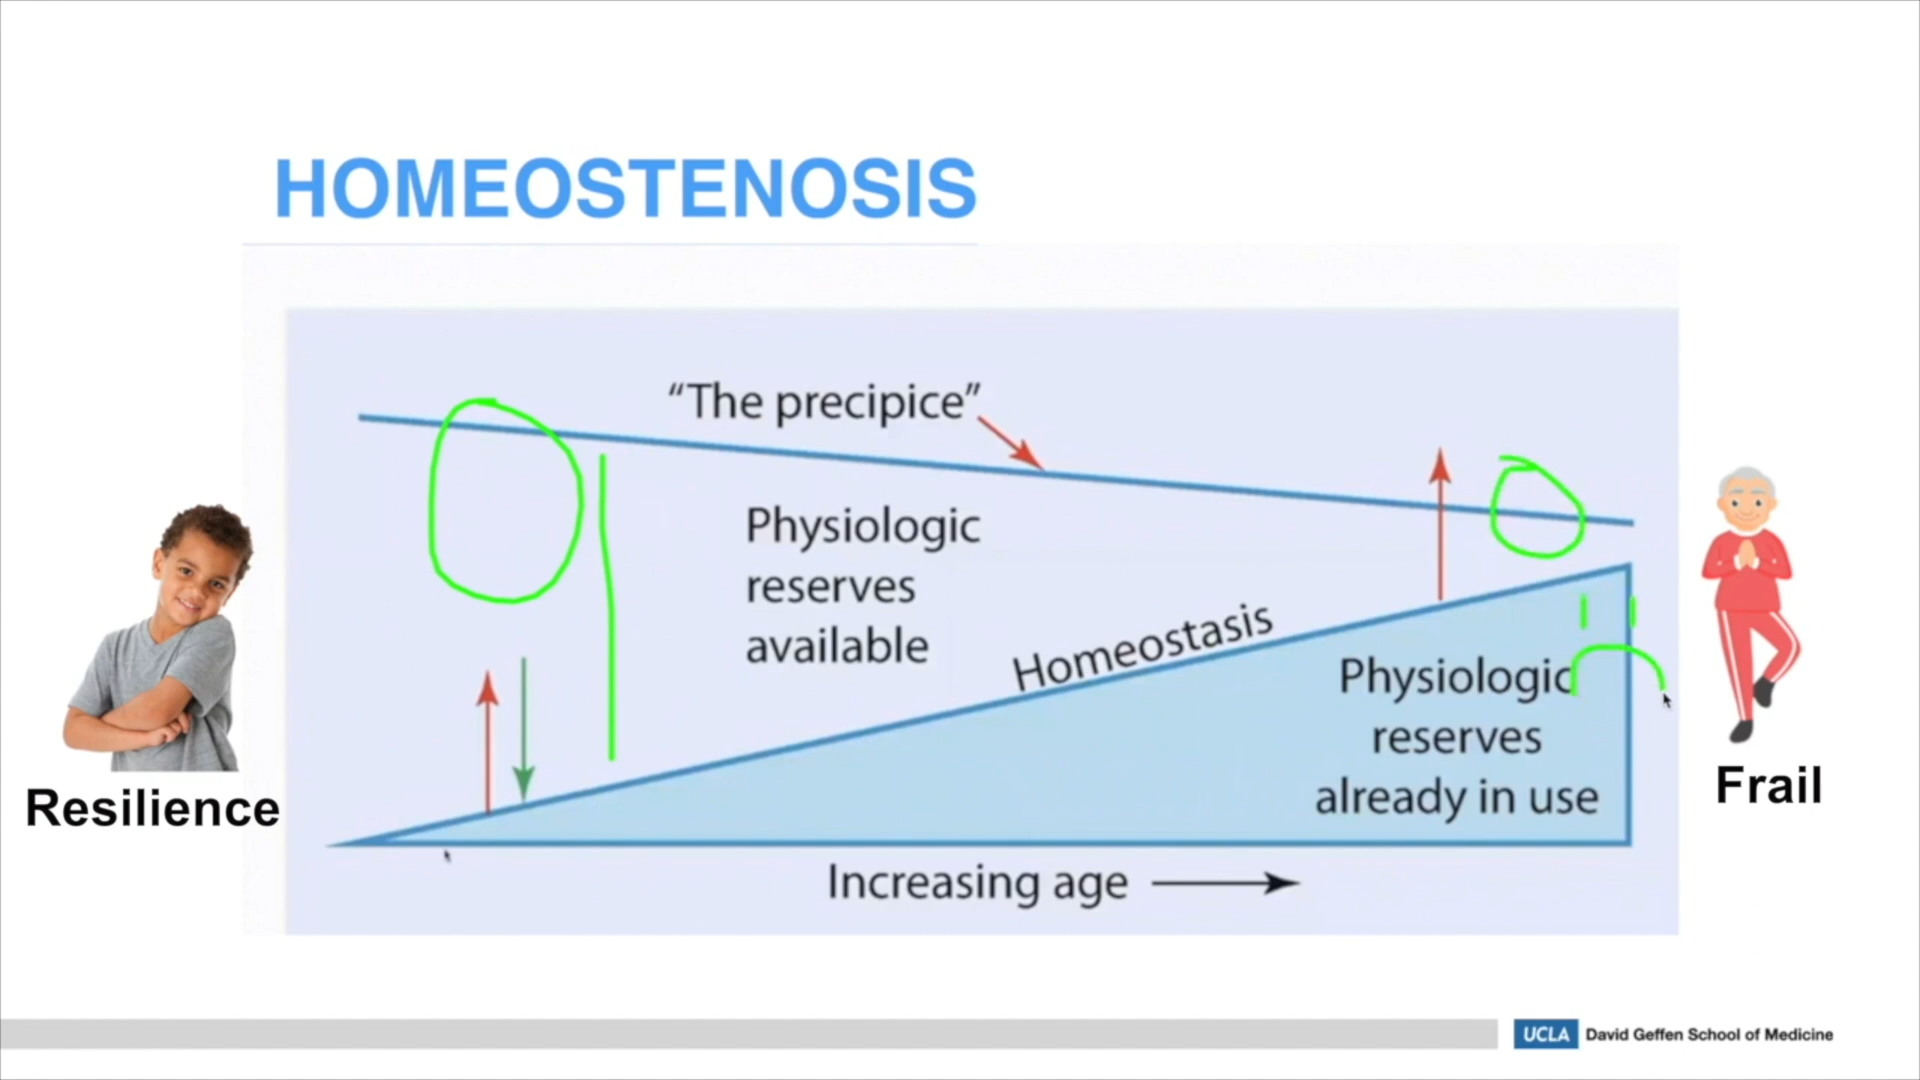 HOMEOSTENOSIS
“The precipice”
Physiologic
reserves
available
Homeostasis
Physiologic
reserves
already in use
Increasing age
Resilience
Frail
UCLA David Geffen School of Medicine